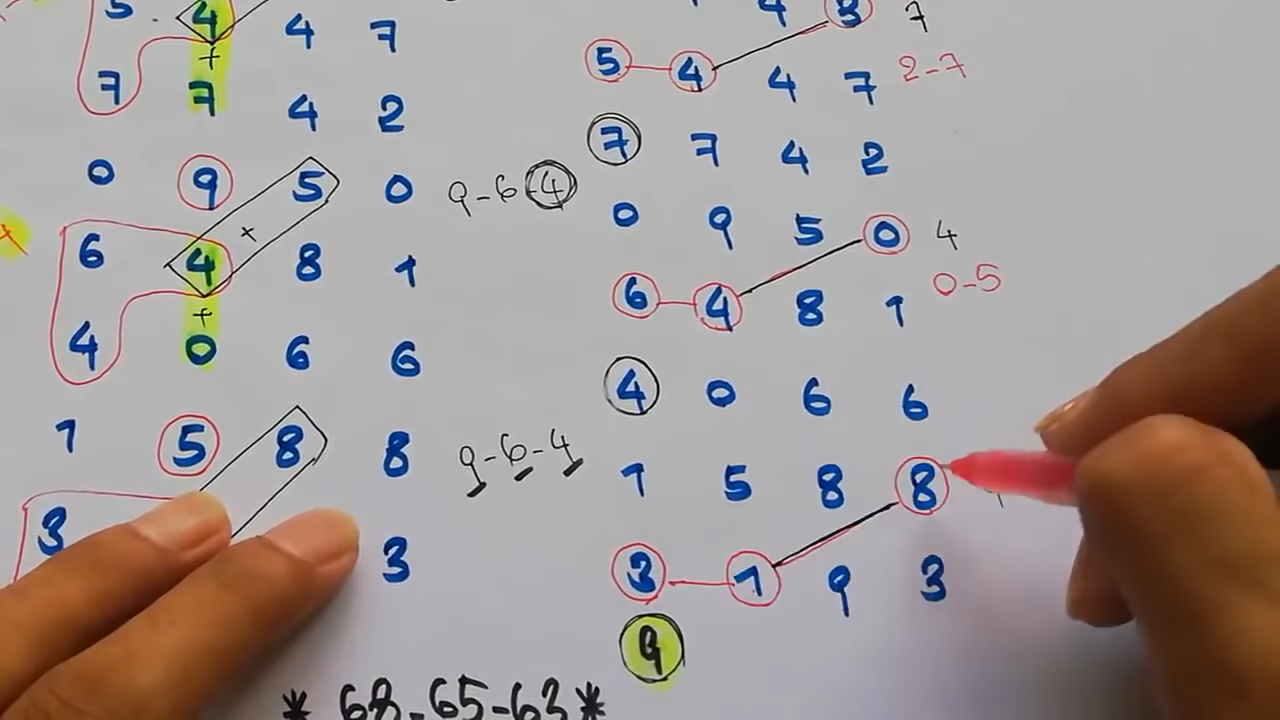 5 4 4 7
+
7 7 4 2
0 9 5 0 9-6-4
+
6 4 8 1
+
4 0 6 6
1 5 8 8 9-6-4
3 3
4 3 7
5 4 4 7 2-7
7 7 4 2
0 9 5 0 4
6 4 8 1 0-5
4 0 6 6
1 5 8 8
3 1 9 3
9
* 68-65-63 *